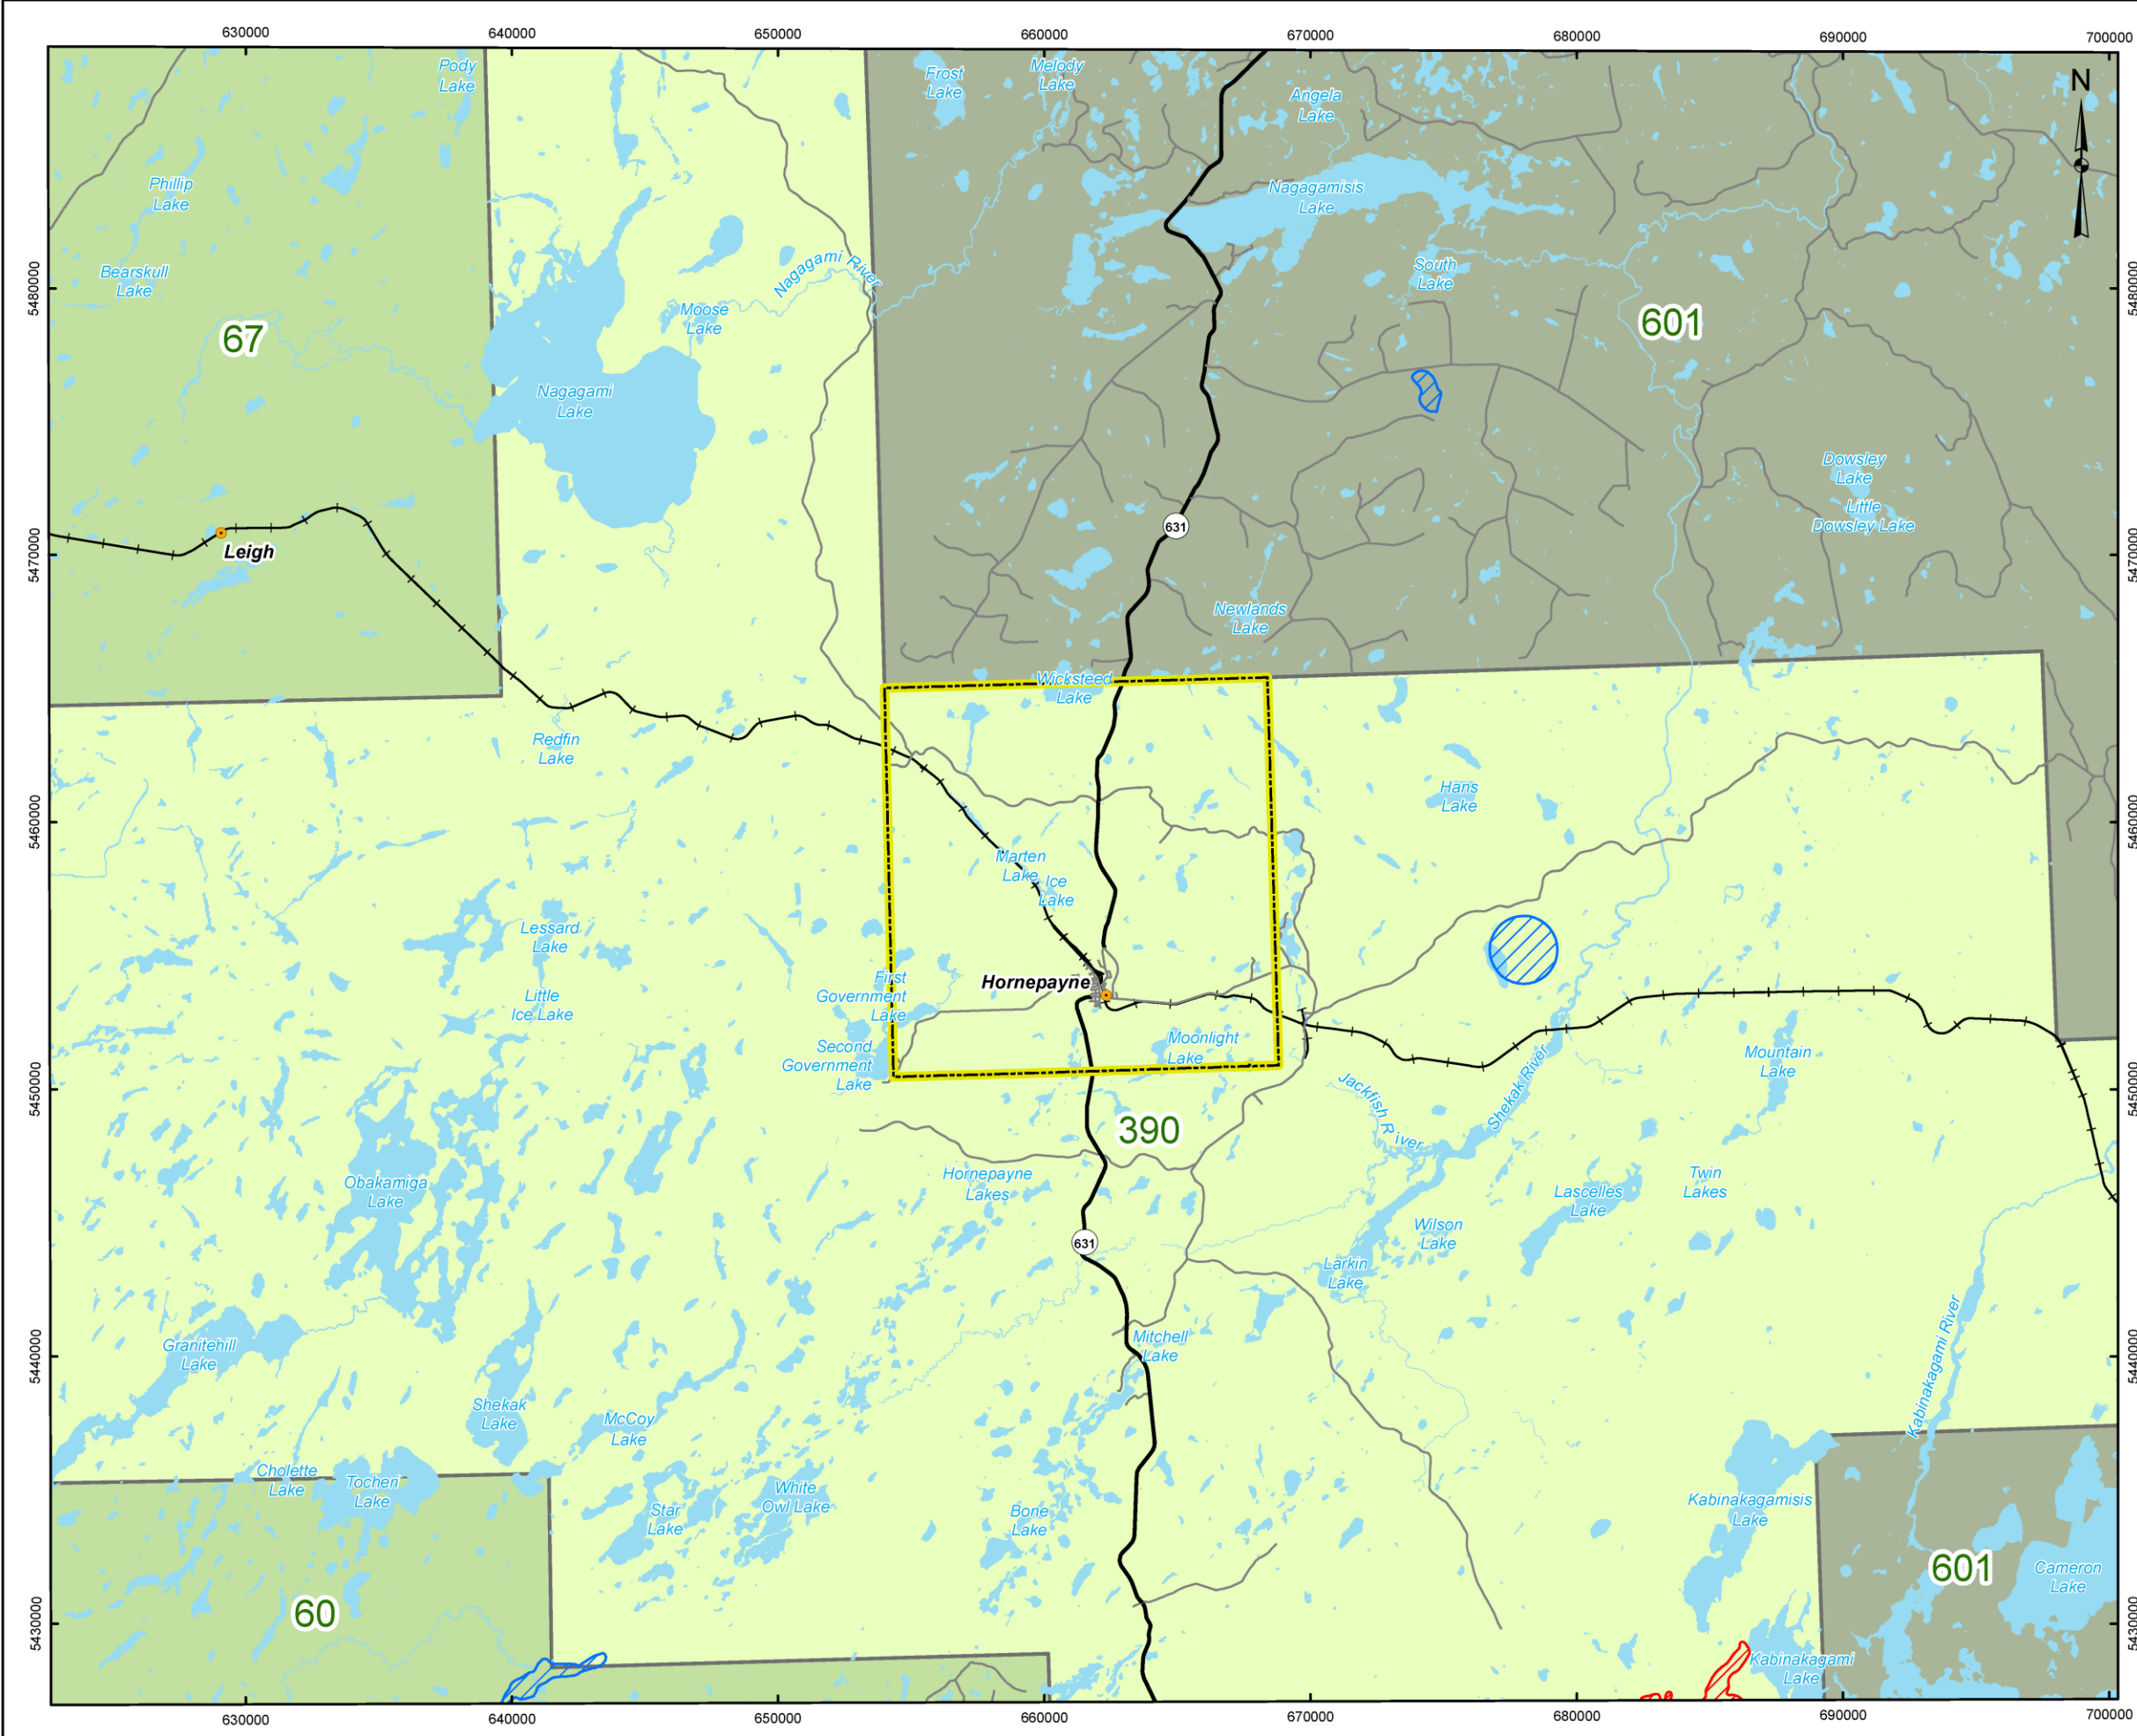 630000
640000
650000
660000
670000
680000
690000
700000
N
Pody
Lake
Frost
Lake
Melody
Lake
Angela
Lake
Phillip
Lake
Nagagamisis
Lake
Bearskull
Lake
Nagagami River
South
Lake
5480000
5480000
Moose
Lake
67
601
Nagagami
Lake
Dowsley
Lake
Little
Dowsley Lake
631
Leigh
5470000
5470000
Newlands
Lake
Wicksteed
Lake
Redfin
Lake
Hans
Lake
5460000
5460000
Marten
Lake
Ice
Lake
Lessard
Lake
Hornepayne
First
Government
Lake
Little
Ice Lake
Moonlight
Lake
Second
Government
Lake
Mountain
Lake
5450000
5450000
Jackfish River
Shekak River
390
Hornepayne
Lakes
Obakamiga
Lake
Twin
Lakes
Lascelles
Lake
Wilson
Lake
631
Larkin
Lake
Granitehill
Lake
Mitchell
Lake
Kabinakagami River
5440000
5440000
Shekak
Lake
McCoy
Lake
Cholette
Lake
Tocheri
Lake
White
Owl Lake
Star
Lake
Bone
Lake
Kabinakagamisis
Lake
601
Cameron
Lake
60
5430000
5430000
Kabinakagami
Lake
630000
640000
650000
660000
670000
680000
690000
700000